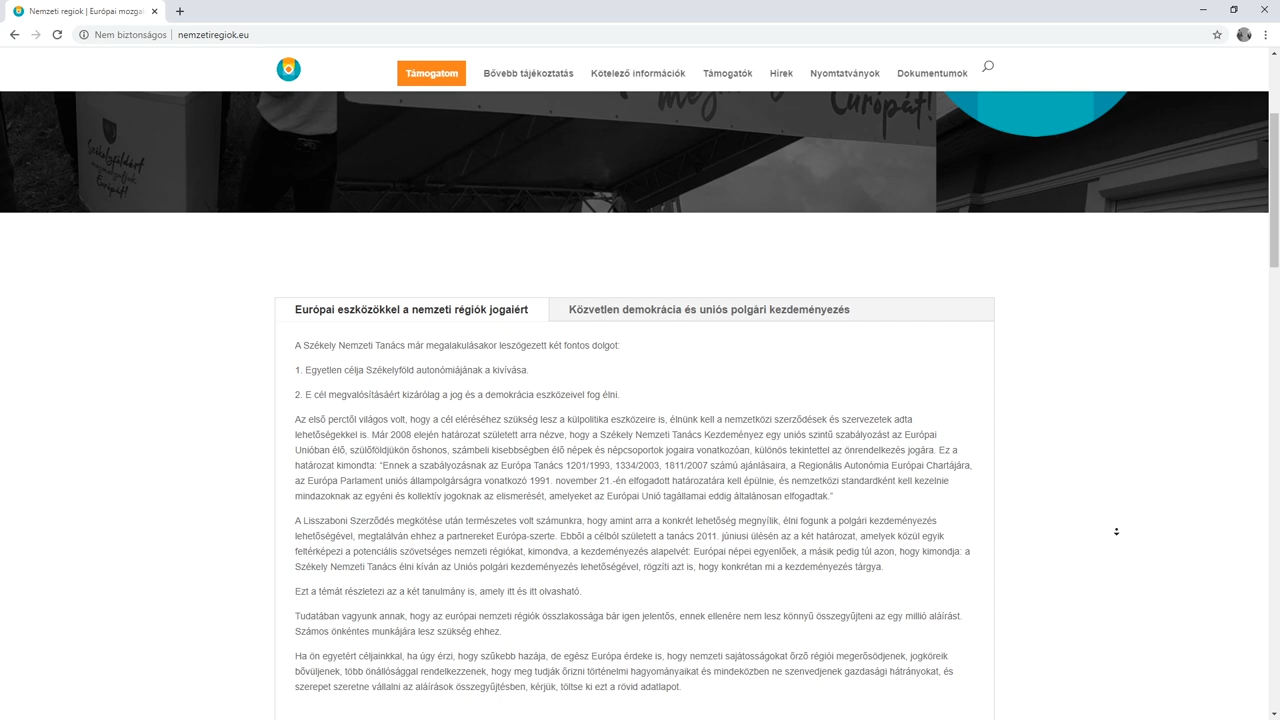 Nemzeti regiók | Európai mozga
Nem biztonságos
nemzetiregiok.eu
Támogatom
Bővebb tájékoztatás
Kötelező információk
Támogatók
Hírek
Nyomtatványok
Dokumentumok
Európát!
Székelyföldért
Európát!
Európai eszközökkel a nemzeti régiók jogaiért
Közvetlen demokrácia és uniós polgári kezdeményezés
A Székely Nemzeti Tanács már megalakulásakor leszögezett két fontos dolgot:
1. Egyetlen célja Székelyföld autonómiájának a kivívása.
2. E cél megvalósításáért kizárólag a jog és a demokrácia eszközeivel fog élni.
Az első perctől világos volt, hogy a cél eléréséhez szükség lesz a külpolitika eszközeire is, élnünk kell a nemzetközi szerződések és szervezetek adta
lehetőségekkel is. Már 2008 elején határozat született arra nézve, hogy a Székely Nemzeti Tanács Kezdeményez egy uniós szintű szabályozást az Európai
Unióban élő, szülőföldjükön őshonos, számbeli kisebbségben élő népek és népcsoportok jogaira vonatkozóan, különös tekintettel az önrendelkezés jogára. Ez a
határozat kimondta: “Ennek a szabályozásnak az Európa Tanács 1201/1993, 1334/2003, 1811/2007 számú ajánlásaira, a Regionális Autonómia Európai Chartájára,
az Európa Parlament uniós állampolgárságra vonatkozó 1991. november 21.-én elfogadott határozatára kell épülnie, és nemzetközi standardként kell kezelnie
mindazoknak az egyéni és kollektív jogoknak az elismerését, amelyeket az Európai Unió tagállamai eddig általánosan elfogadtak.”
A Lisszaboni Szerződés megkötése után természetes volt számunkra, hogy amint arra a konkrét lehetőség megnyílik, élni fogunk a polgári kezdeményezés
lehetőségével, megtalálván ehhez a partnereket Európa-szerte. Ebből a célból született a tanács 2011. júniusi ülésén az a két határozat, amelyek közül egyik
feltérképezi a potenciális szövetséges nemzeti régiókat, kimondva, a kezdeményezés alapelvét: Európai népei egyenlőek, a másik pedig túl azon, hogy kimondja: a
Székely Nemzeti Tanács élni kíván az Uniós polgári kezdeményezés lehetőségével, rögzíti azt is, hogy konkrétan mi a kezdeményezés tárgya.
Ezt a témát részletezi az a két tanulmány is, amely itt és itt olvasható.
Tudatában vagyunk annak, hogy az európai nemzeti régiók összlakossága bár igen jelentős, ennek ellenére nem lesz könnyű összegyűjteni az egy millió aláírást.
Számos önkéntes munkájára lesz szükség ehhez.
Ha ön egyetért céljainkkal, ha úgy érzi, hogy szűkebb hazája, de egész Európa érdeke is, hogy nemzeti sajátosságokat őrző régiói megerősödjenek, jogköreik
bővüljenek, több önállósággal rendelkezzenek, hogy meg tudják őrizni történelmi hagyományaikat és mindeközben ne szenvedjenek gazdasági hátrányokat, és
szerepet szeretne vállalni az aláírások összegyűjtésben, kérjük, töltse ki ezt a rövid adatlapot.